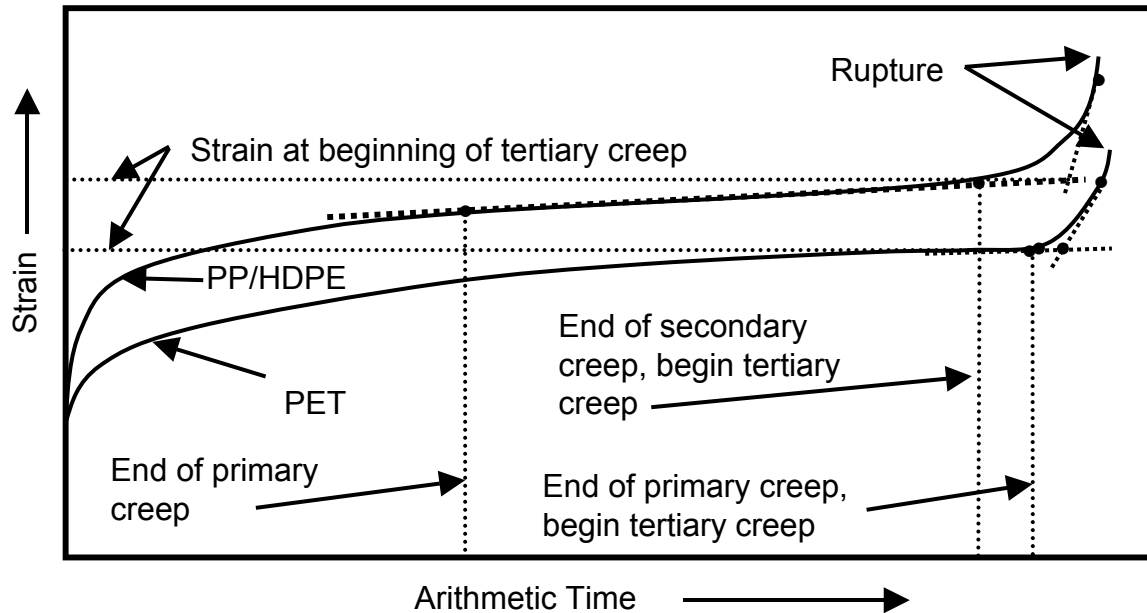 Rupture
Strain at beginning of tertiary creep
Strain
PP/HDPE
PET
End of secondary
creep, begin tertiary
creep
End of primary
creep
End of primary creep,
begin tertiary creep
Arithmetic Time